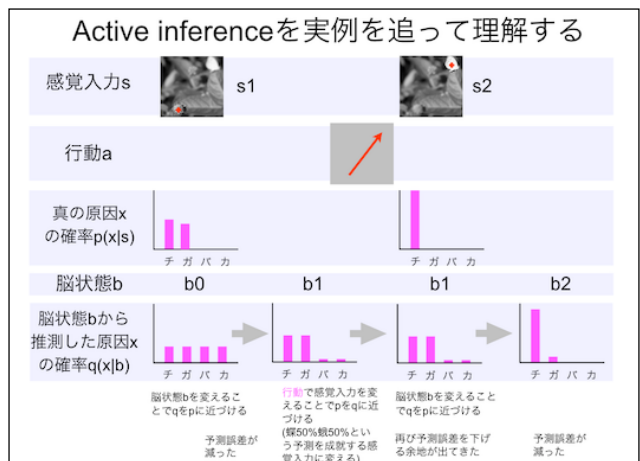 Active inferenceを実例を追って理解する
感覚入力s
s1
s2
行動a
真の原因x
の確率p(x|s)
チ ガ バ カ
チ ガ バ カ
脳状態b
b0
b1
b1
b2
脳状態bから
推測した原因x
の確率q(x|b)
チ ガ バ カ
チ ガ バ カ
チ ガ バ カ
チ ガ バ カ
脳状態bを変えるこ
とでqをpに近づける
予測誤差が
減った
行動で感覚入力を変
えることでpをqに近
づける
(蝶50%蛾50%とい
う予測を成就する感
覚入力に変える)
脳状態bを変えること
でqをpに近づける
再び予測誤差を下げ
る余地が出てきた
予測誤差が
減った